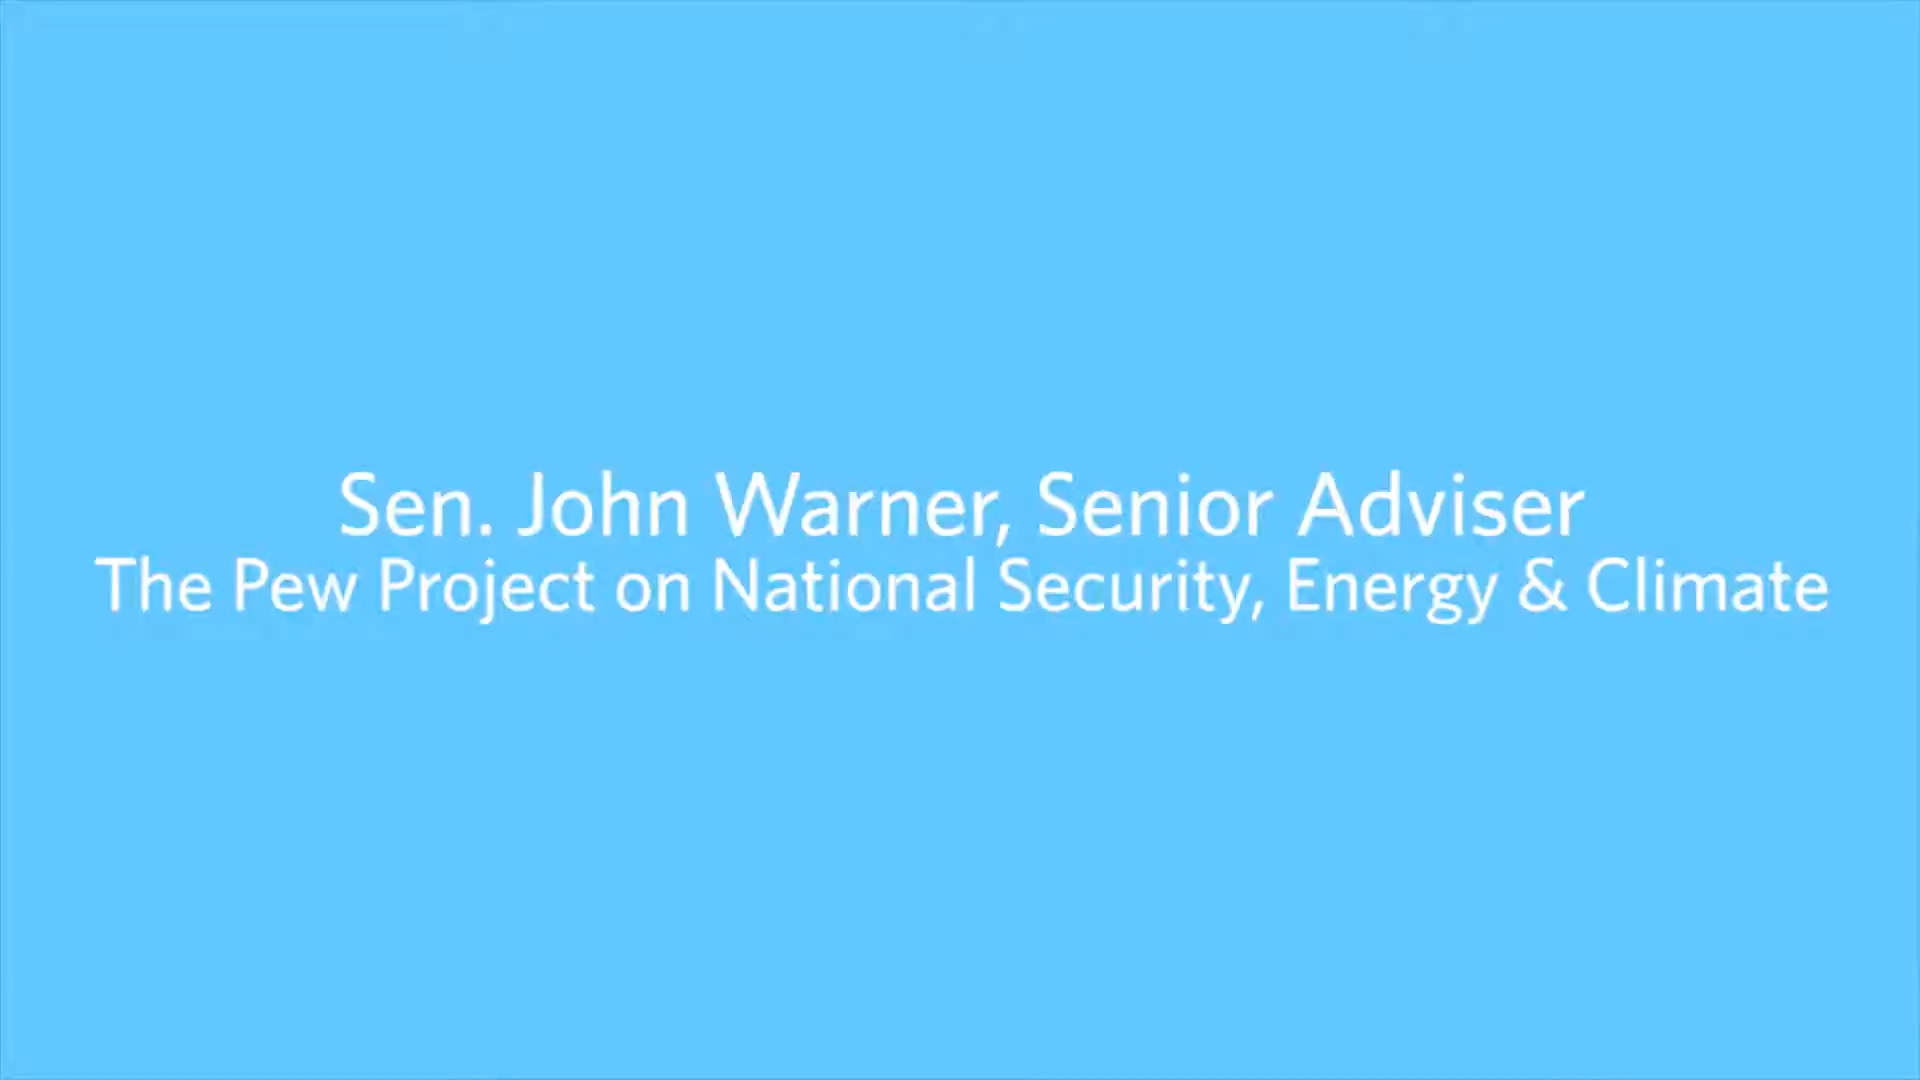 Sen. John Warner, Senior Adviser
The Pew Project on National Security, Energy & Climate